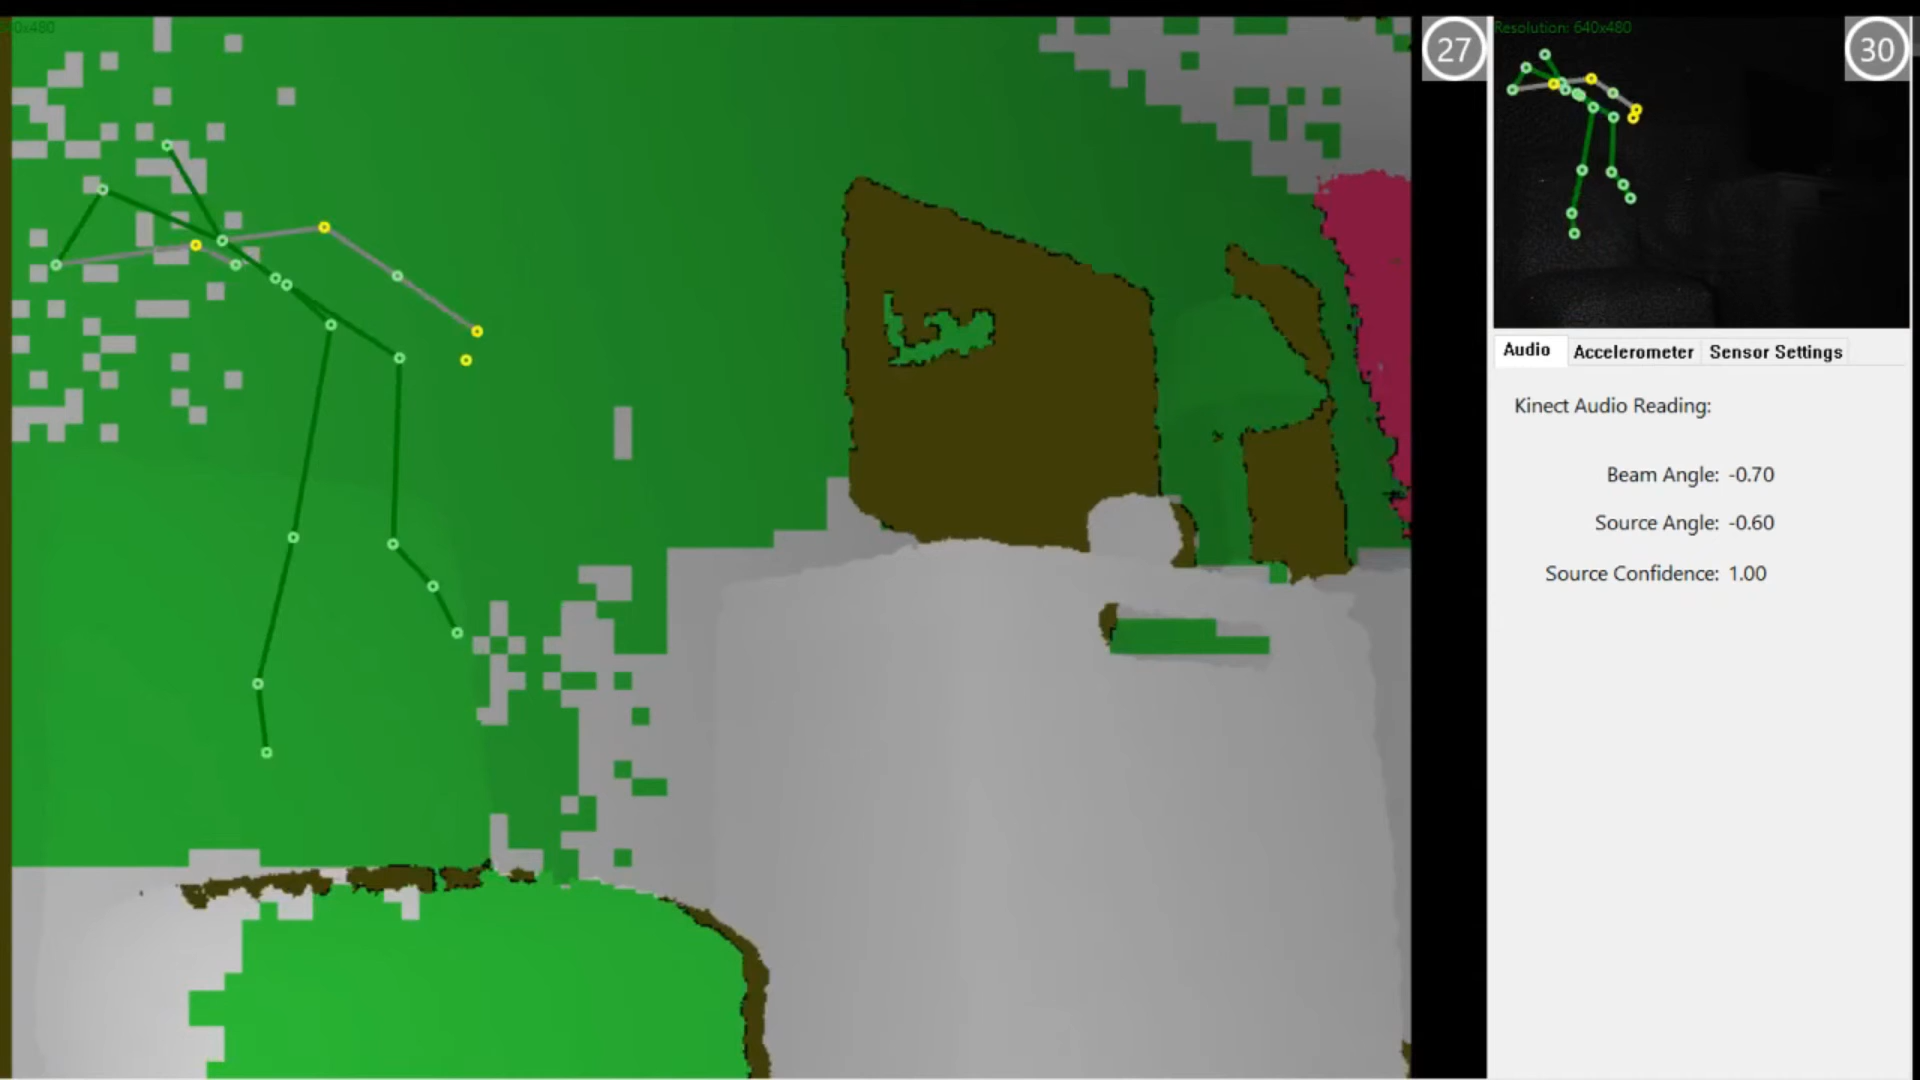 0x480
27
Resolution: 640x480
30
Audio
Accelerometer
Sensor Settings
Kinect Audio Reading:
Beam Angle: -0.70
Source Angle: -0.60
Source Confidence: 1.00